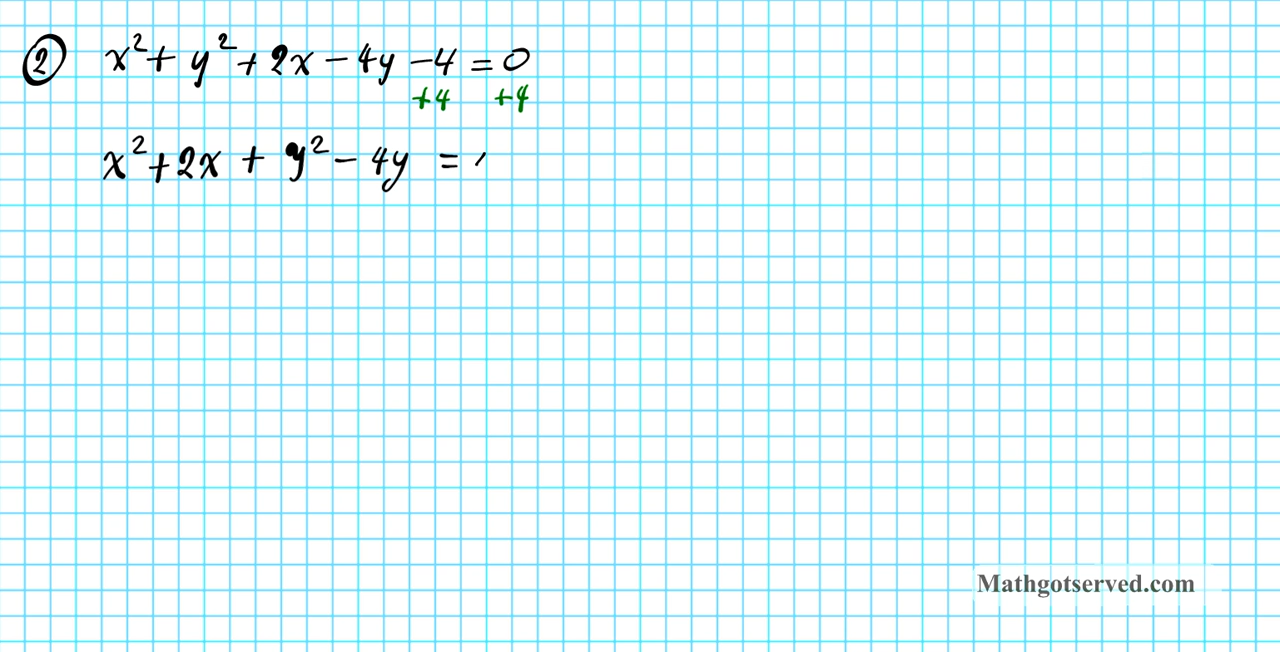 ② x² + y² + 2x - 4y - 4 = 0
+4 +4
x² + 2x + y² - 4y =
Mathgotserved.com